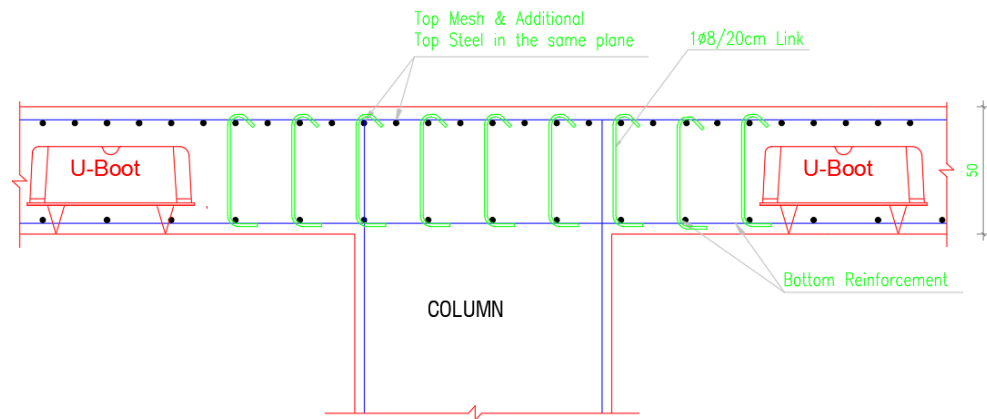 Top Mesh & Additional
Top Steel in the same plane
1ø8/20cm Link
U-Boot
U-Boot
50
Bottom Reinforcement
COLUMN